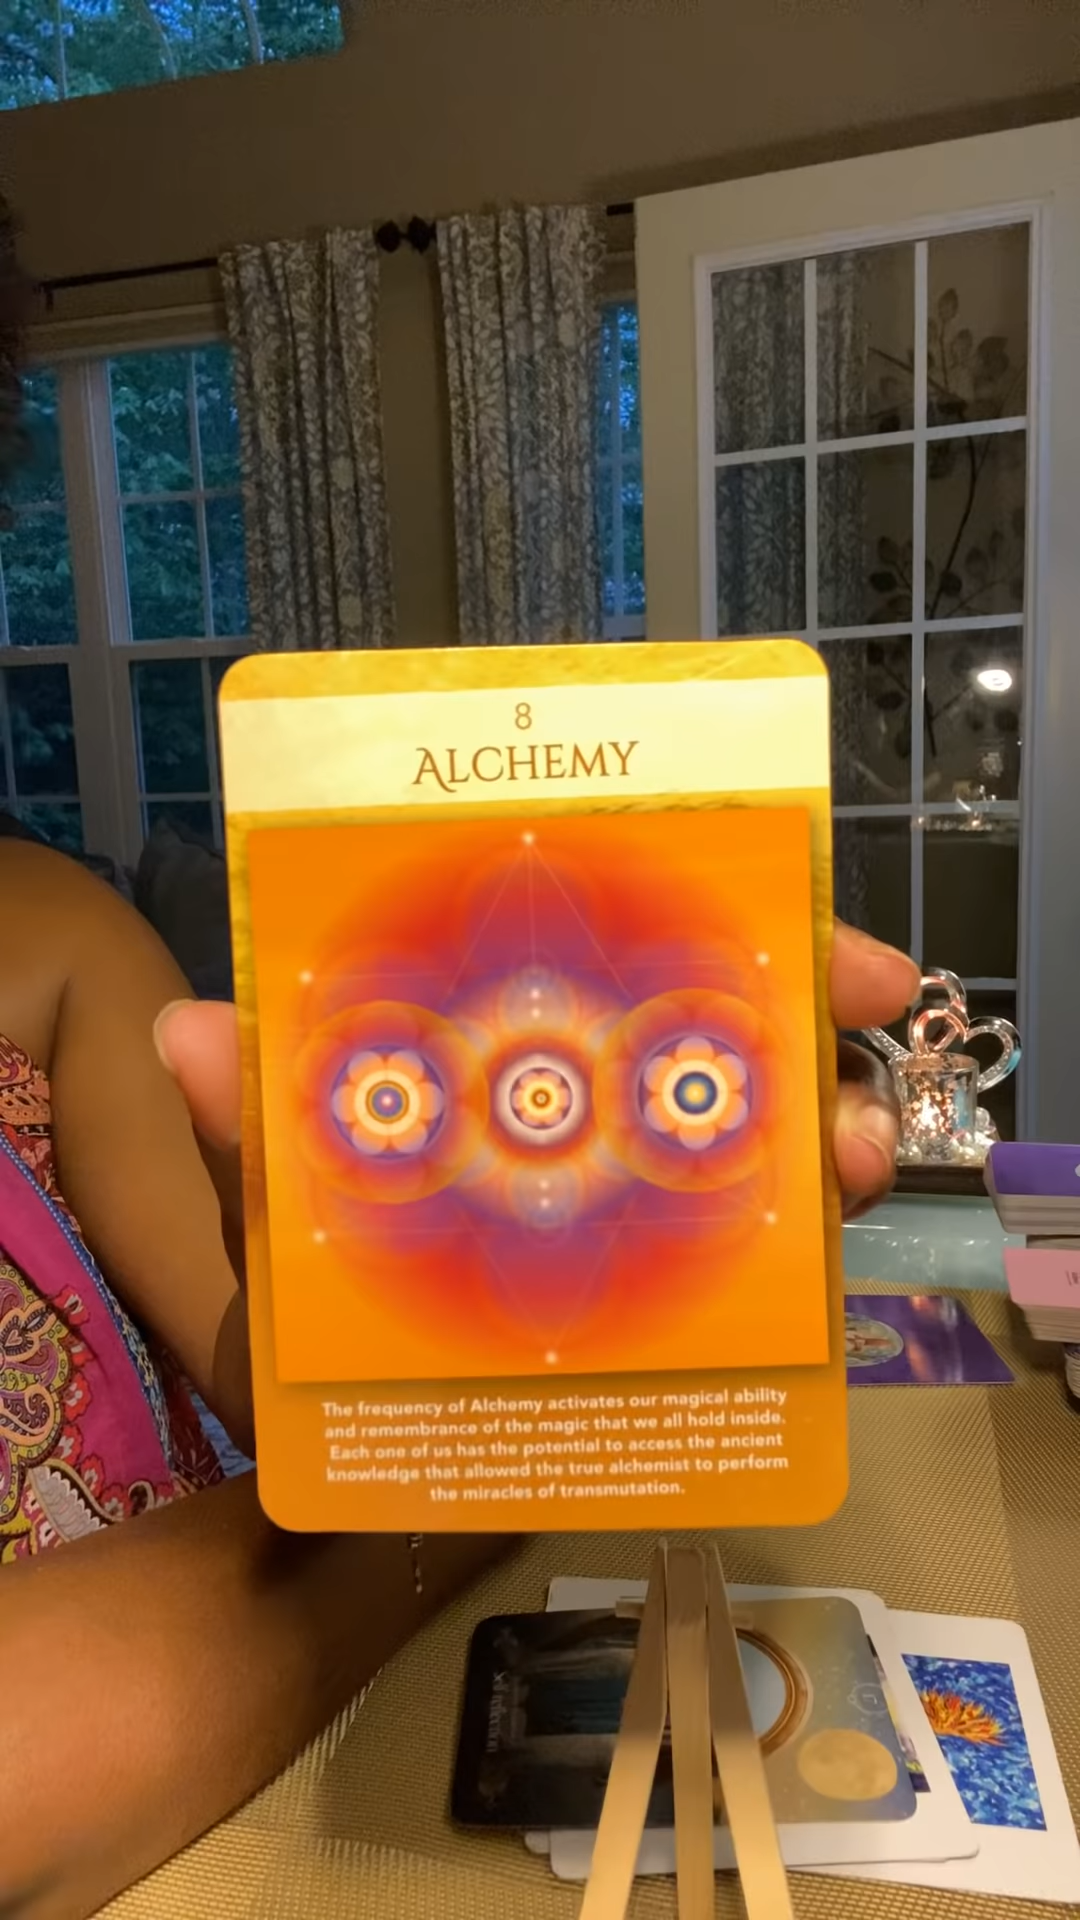 8
ALCHEMY
The frequency of Alchemy activates our magical ability
and remembrance of the magic that we all hold inside.
Each one of us has the potential to access the ancient
knowledge that allowed the true alchemist to perform
the miracles of transmutation.